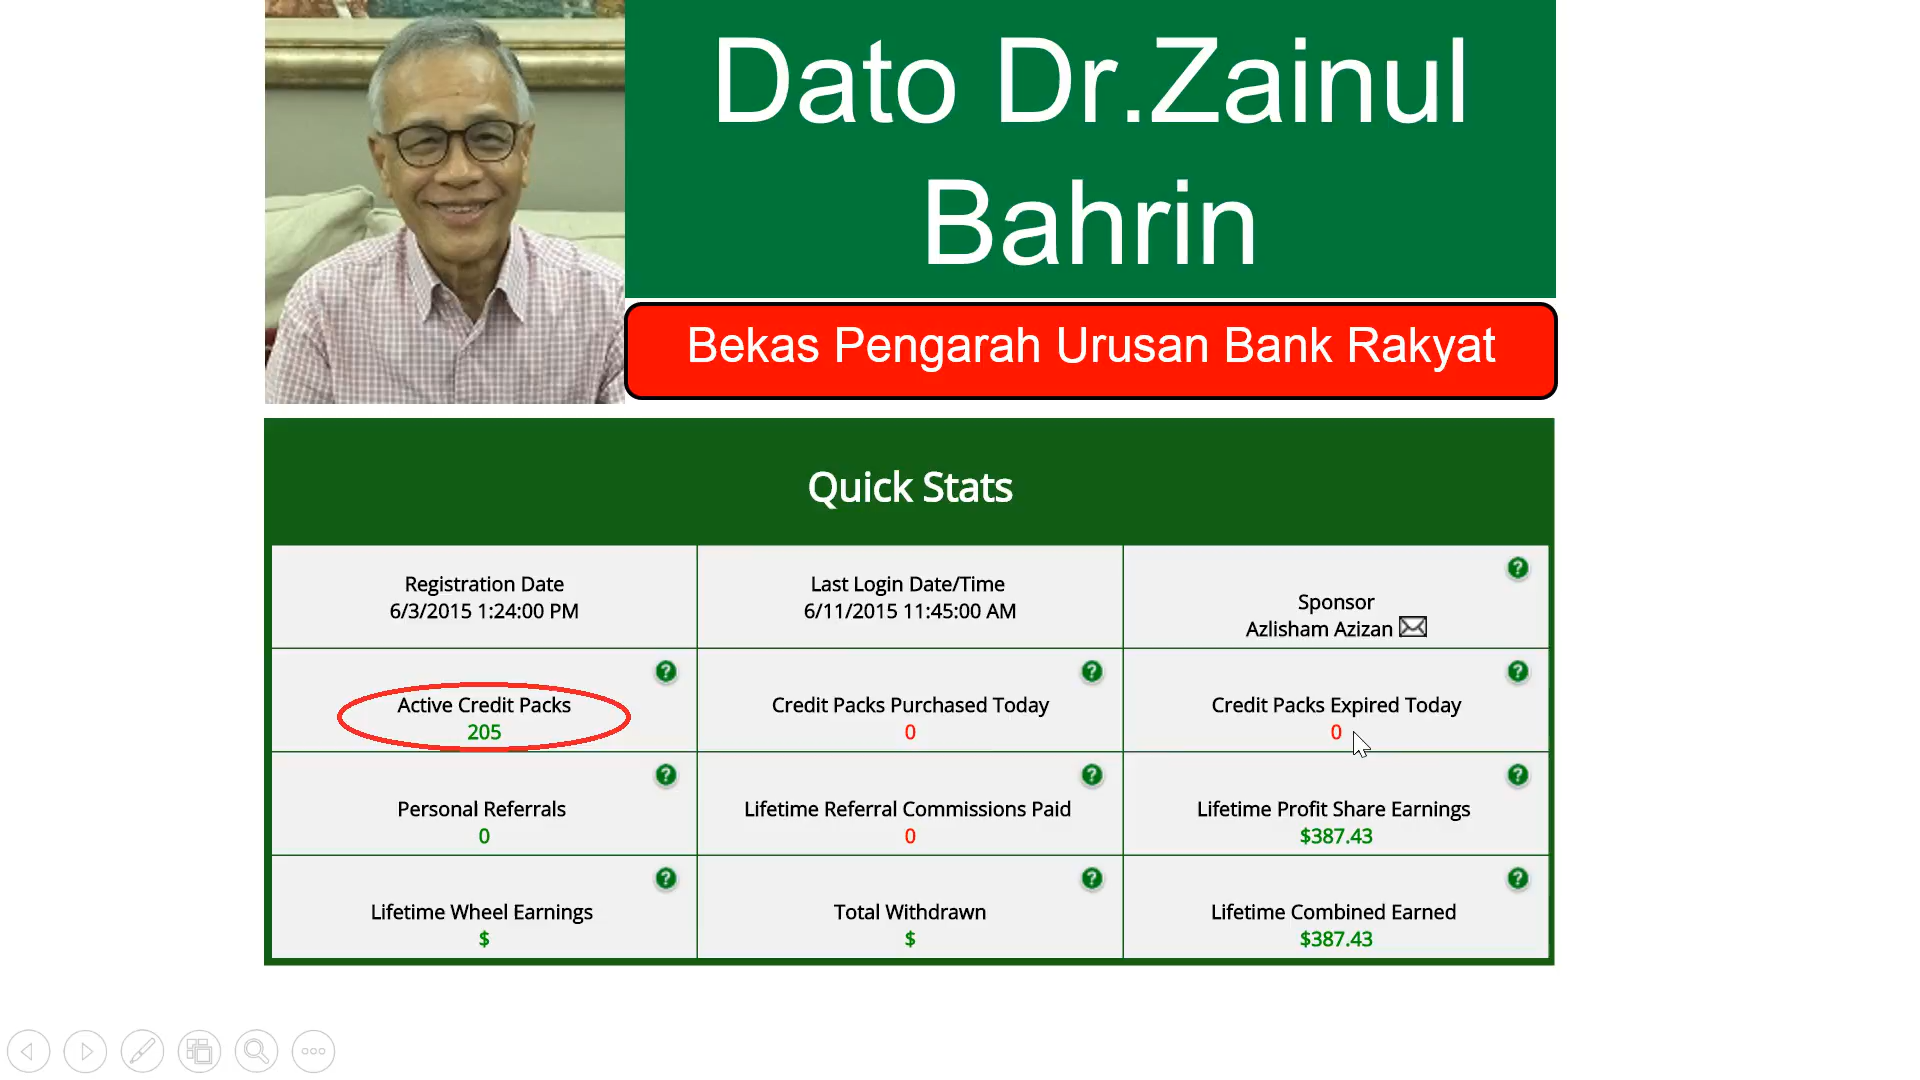 Dato Dr.Zainul
Bahrin
Bekas Pengarah Urusan Bank Rakyat
Quick Stats
Registration Date
6/3/2015 1:24:00 PM
Last Login Date/Time
6/11/2015 11:45:00 AM
Sponsor
Azlisham Azizan
Active Credit Packs
205
Credit Packs Purchased Today
0
Credit Packs Expired Today
0
Personal Referrals
0
Lifetime Referral Commissions Paid
0
Lifetime Profit Share Earnings
$387.43
Lifetime Wheel Earnings
$
Total Withdrawn
$
Lifetime Combined Earned
$387.43